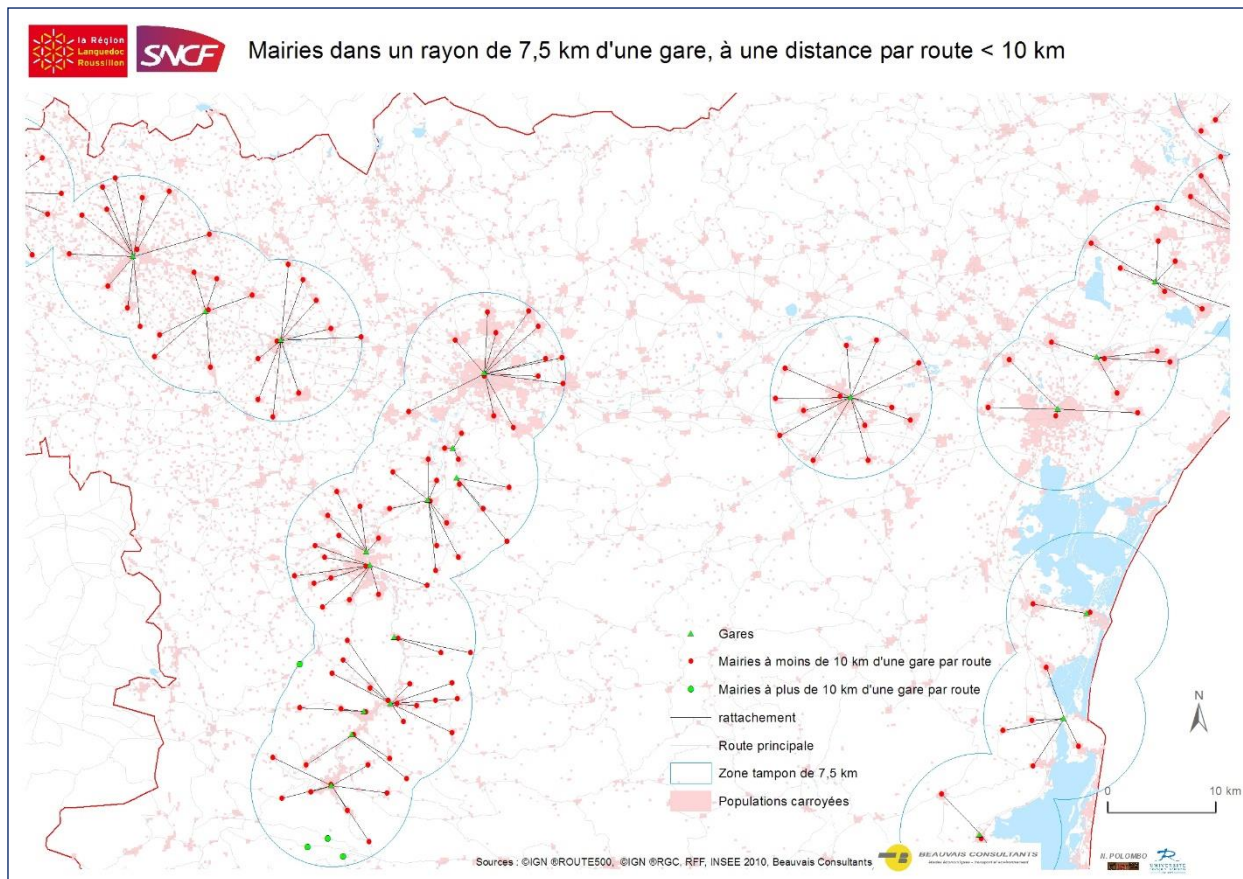 la Région
Languedoc
Roussillon
SNCF
Mairies dans un rayon de 7,5 km d'une gare, à une distance par route < 10 km
Gares
Mairies à moins de 10 km d'une gare par route
Mairies à plus de 10 km d'une gare par route
rattachement
Route principale
Zone tampon de 7,5 km
Populations carroyées
N
0 10 km
Sources : ©IGN ®ROUTE500, ©IGN ®RGC, RFF, INSEE 2010, Beauvais Consultants
BEAUVAIS CONSULTANTS
N. POLOMBO
UNIVERSITE